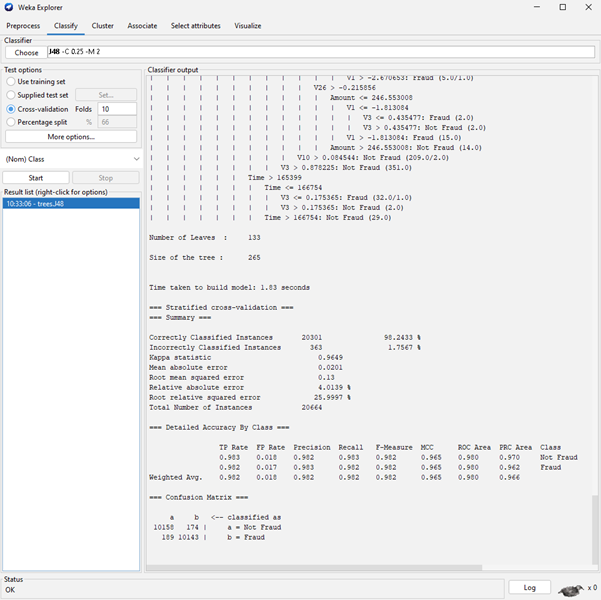 Weka Explorer
Preprocess Classify Cluster Associate Select attributes Visualize
Classifier
Choose J48 -C 0.25 -M 2
Test options
Use training set
Supplied test set Set...
Cross-validation Folds 10
Percentage split % 66
More options...
(Nom) Class
Start Stop
Result list (right-click for options)
10:33:06 - trees.J48
Classifier output
| | | | | | | | | | | | | | V1 > -2.670653: Fraud (5.0/1.0)
| | | | | | | | | | V26 > -0.215856
| | | | | | | | | | | Amount <= 246.553008
| | | | | | | | | | | | V1 <= -1.813084
| | | | | | | | | | | | | V3 <= 0.435477: Fraud (2.0)
| | | | | | | | | | | | | V3 > 0.435477: Not Fraud (2.0)
| | | | | | | | | | | | V1 > -1.813084: Fraud (15.0)
| | | | | | | | | | | Amount > 246.553008: Not Fraud (14.0)
| | | | | | | | | V10 > 0.084544: Not Fraud (209.0/2.0)
| | | | | | | | V3 > 0.878225: Not Fraud (351.0)
| | | | | | Time > 165399
| | | | | | | Time <= 166754
| | | | | | | | V3 <= 0.175365: Fraud (32.0/1.0)
| | | | | | | | V3 > 0.175365: Not Fraud (2.0)
| | | | | | | Time > 166754: Not Fraud (29.0)
Number of Leaves : 133
Size of the tree : 265
Time taken to build model: 1.83 seconds
=== Stratified cross-validation ===
=== Summary ===
Correctly Classified Instances 20301 98.2433 %
Incorrectly Classified Instances 363 1.7567 %
Kappa statistic 0.9649
Mean absolute error 0.0201
Root mean squared error 0.13
Relative absolute error 4.0139 %
Root relative squared error 25.9997 %
Total Number of Instances 20664
=== Detailed Accuracy By Class ===
TP Rate FP Rate Precision Recall F-Measure MCC ROC Area PRC Area Class
0.983 0.018 0.982 0.983 0.982 0.965 0.980 0.970 Not Fraud
0.982 0.017 0.983 0.982 0.982 0.965 0.980 0.962 Fraud
Weighted Avg. 0.982 0.018 0.982 0.982 0.982 0.965 0.980 0.966
=== Confusion Matrix ===
a b <-- classified as
10158 174 | a = Not Fraud
189 10143 | b = Fraud
Status
OK
Log
x 0